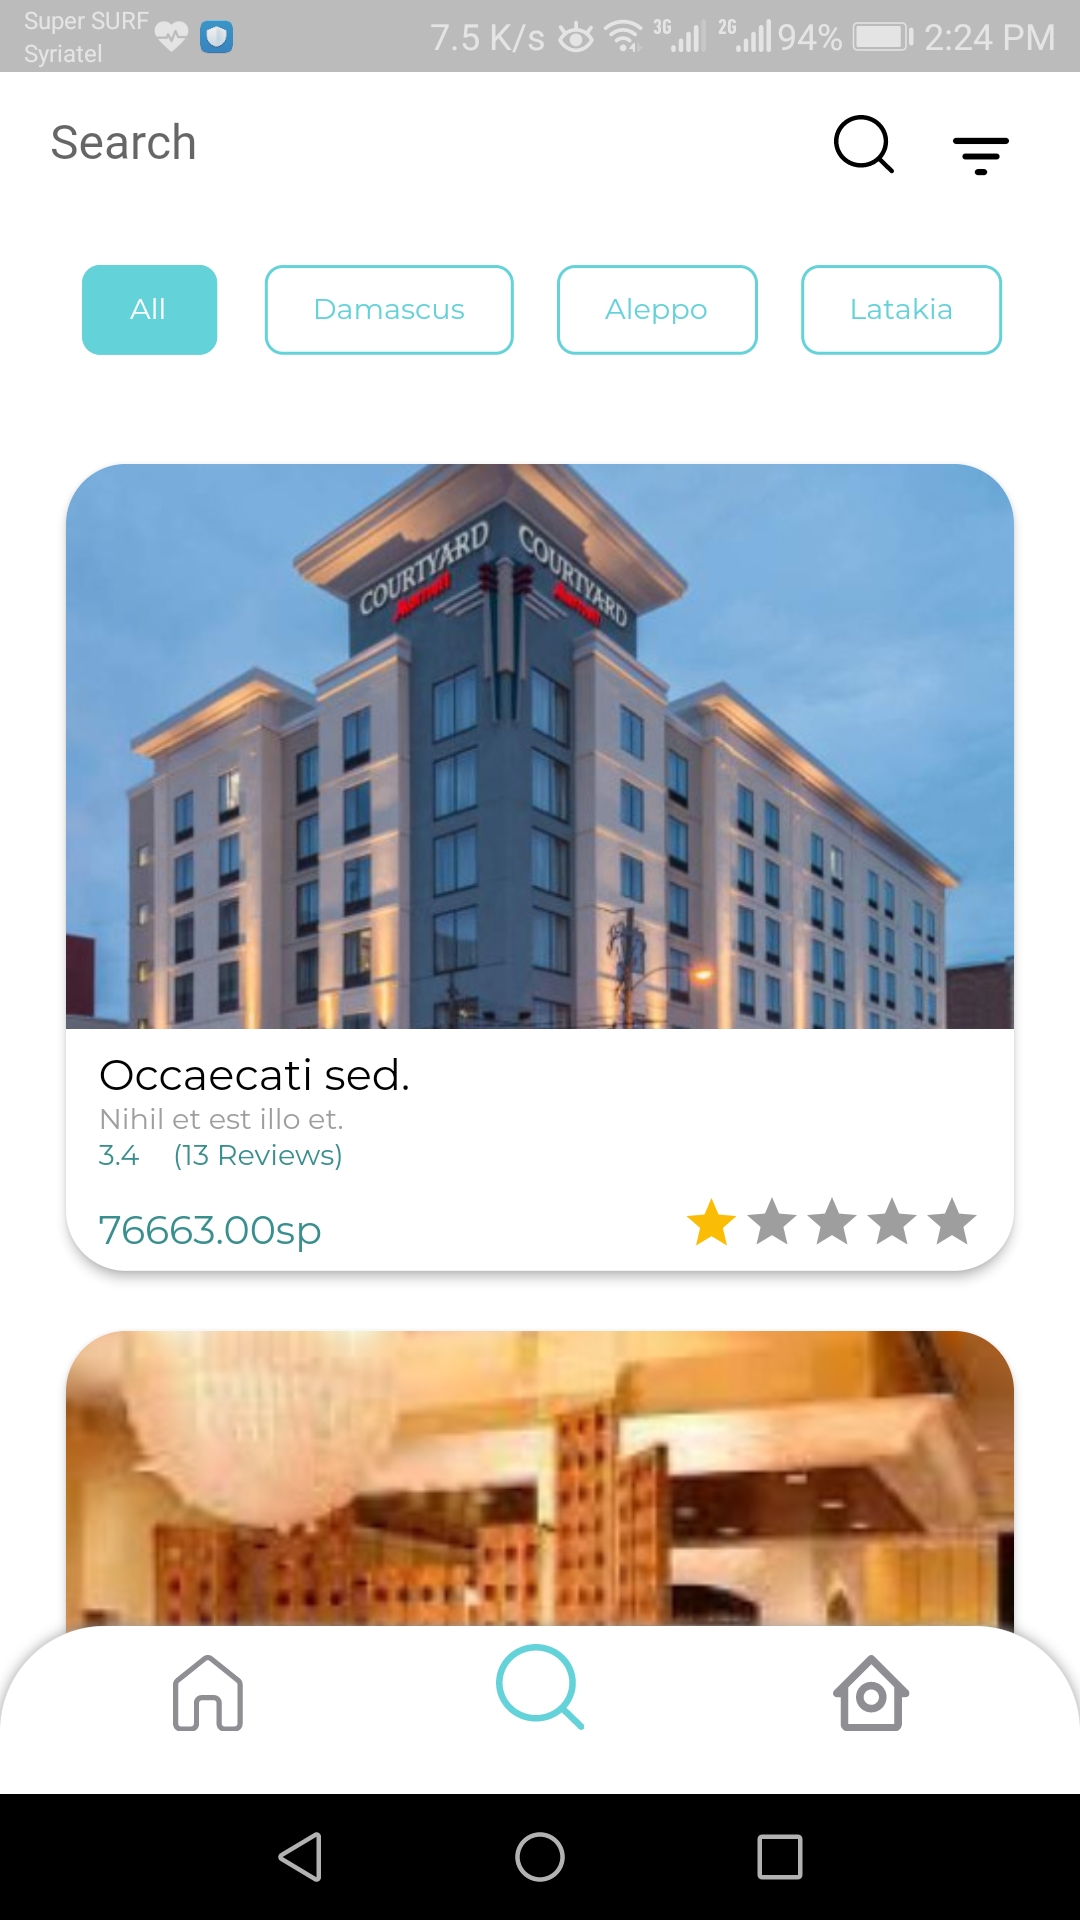 Super SURF
Syriatel
7.5 K/s
3G
2G
94%
2:24 PM
Search
All
Damascus
Aleppo
Latakia
COURTYARD
Marriott
COURTYARD
Marriott
Occaecati sed.
Nihil et est illo et.
3.4 (13 Reviews)
76663.00sp